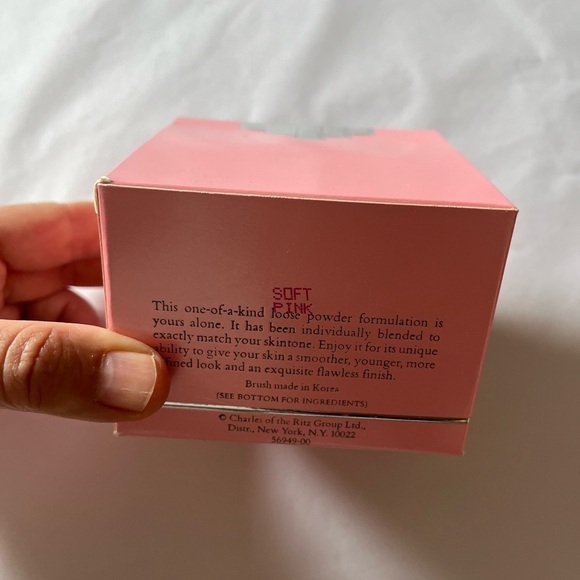 SOFT
PINK
This one-of-a-kind loose powder formulation is
yours alone. It has been individually blended to
exactly match your skintone. Enjoy it for its unique
ability to give your skin a smoother, younger, more
fined look and an exquisite flawless finish.
Brush made in Korea
(SEE BOTTOM FOR INGREDIENTS)
© Charles of the Ritz Group Ltd.,
Distr., New York, N.Y. 10022
56949-00